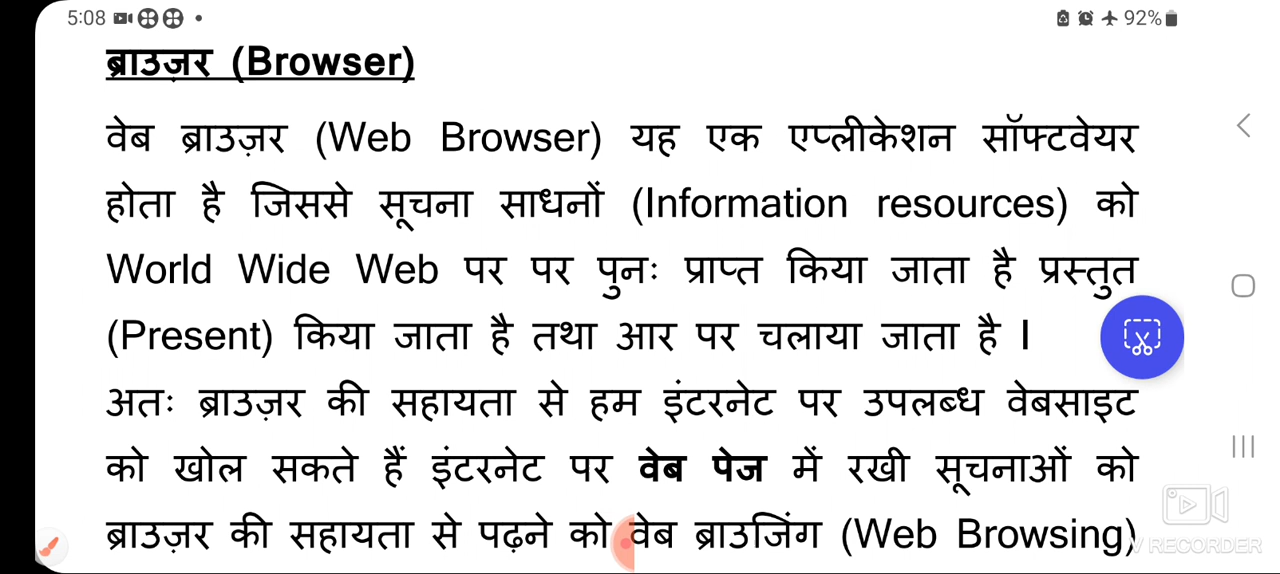 5:08
92%
ब्राउज़र (Browser)
वेब ब्राउज़र (Web Browser) यह एक एप्लीकेशन सॉफ्टवेयर
होता है जिससे सूचना साधनों (Information resources) को
World Wide Web पर पर पुनः प्राप्त किया जाता है प्रस्तुत
(Present) किया जाता है तथा आर पर चलाया जाता है I
अतः ब्राउज़र की सहायता से हम इंटरनेट पर उपलब्ध वेबसाइट
को खोल सकते हैं इंटरनेट पर वेब पेज में रखी सूचनाओं को
ब्राउज़र की सहायता से पढ़ने को वेब ब्राउजिंग (Web Browsing)
V RECORDER